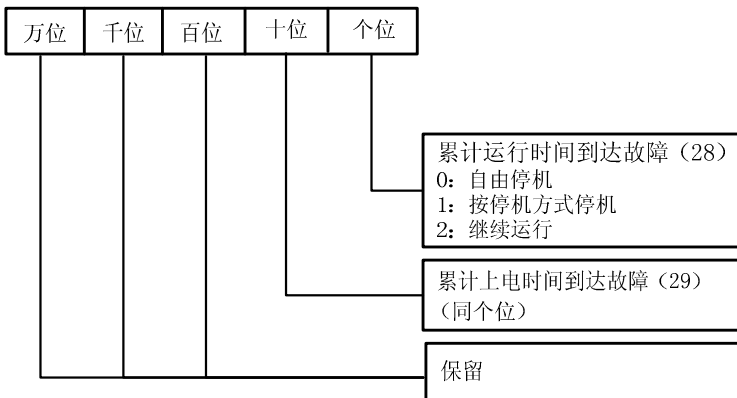 万位 千位 百位 十位 个位
累计运行时间到达故障（28）
0：自由停机
1：按停机方式停机
2：继续运行
累计上电时间到达故障（29）
（同个位）
保留